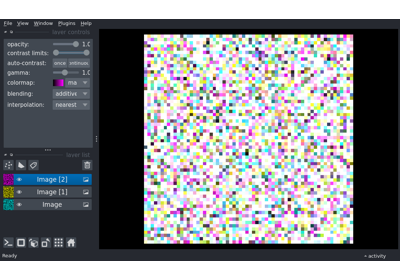 File View Window Plugins Help
layer controls
opacity: 1.0
contrast limits:
auto-contrast: once
gamma: 1.0
colormap: ma
blending: additive
interpolation: nearest
layer list
Image [2]
Image [1]
Image
Ready activity